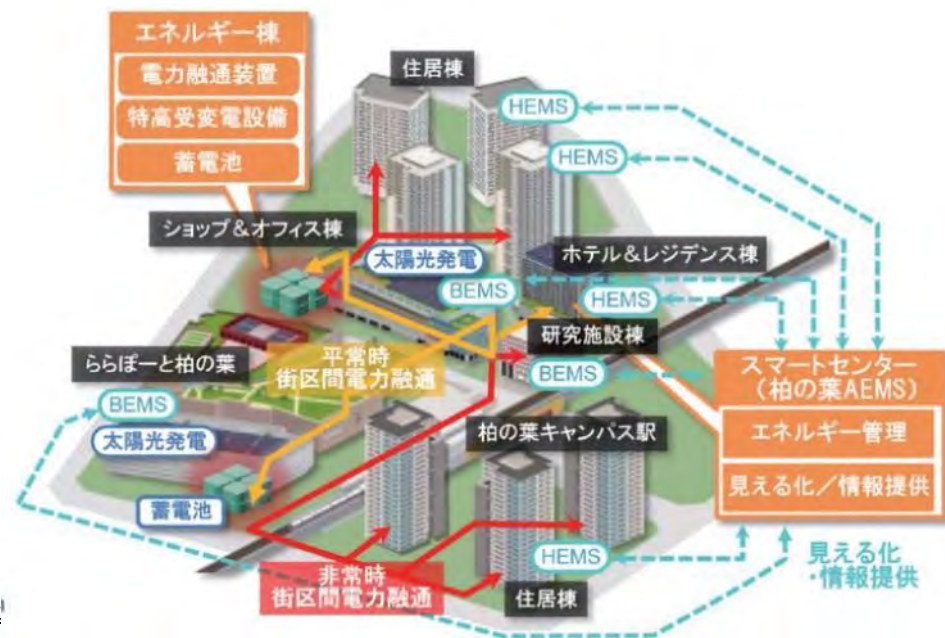 エネルギー棟
電力融通装置
特高受変電設備
蓄電池
住居棟
HEMS
HEMS
ショップ&オフィス棟
太陽光発電
ホテル&レジデンス棟
BEMS
HEMS
研究施設棟
ららぽーと柏の葉
平常時
街区間電力融通
BEMS
スマートセンター
(柏の葉AEMS)
エネルギー管理
見える化/情報提供
BEMS
太陽光発電
柏の葉キャンパス駅
蓄電池
HEMS
見える化
・情報提供
非常時
街区間電力融通
住居棟